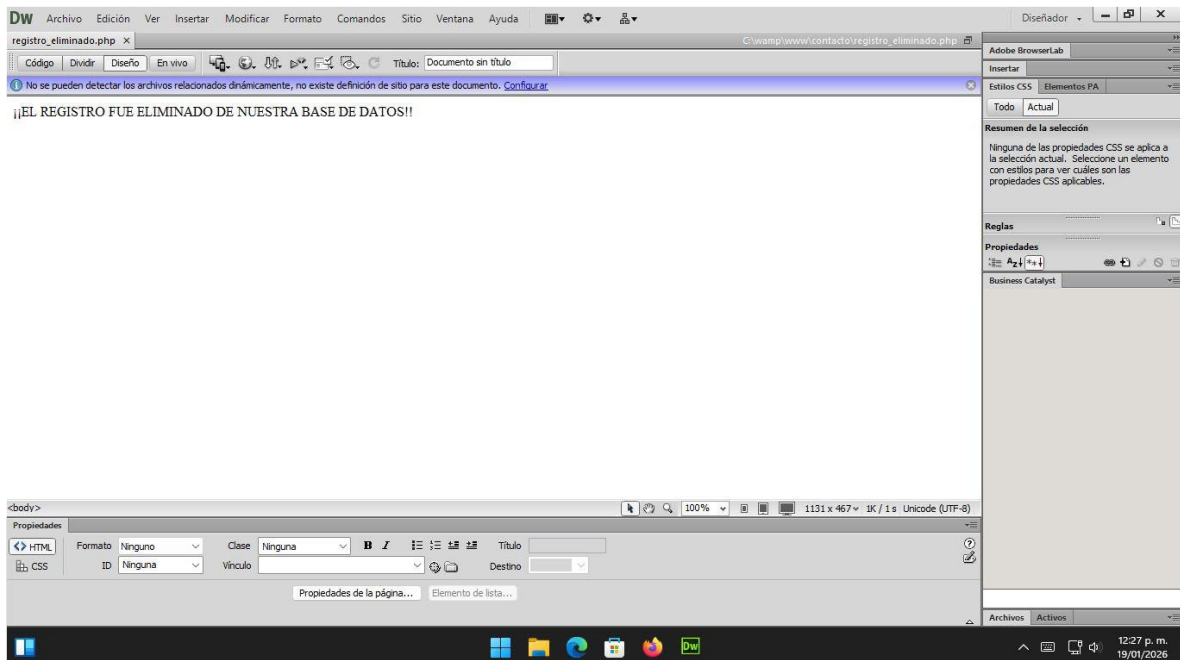 DW Archivo Edición Ver Insertar Modificar Formato Comandos Sitio Ventana Ayuda Diseñador
registro_eliminado.php × C:\wamp\www\contacto\registro_eliminado.php
Código Dividir Diseño En vivo Título: Documento sin título
No se pueden detectar los archivos relacionados dinámicamente, no existe definición de sitio para este documento. Configurar
¡¡EL REGISTRO FUE ELIMINADO DE NUESTRA BASE DE DATOS!!
Adobe BrowserLab
Insertar
Estilos CSS Elementos PA
Todo Actual
Resumen de la selección
Ninguna de las propiedades CSS se aplica a
la selección actual. Seleccione un elemento
con estilos para ver cuáles son las
propiedades CSS aplicables.
Reglas
Propiedades
Business Catalyst
<body> 100% 1131 x 467 1K / 1 s Unicode (UTF-8)
Propiedades
<> HTML Formato Ninguno Clase Ninguna B I Título
CSS ID Ninguna Vínculo Destino
Propiedades de la página... Elemento de lista...
Archivos Activos
Dw 12:27 p. m.
19/01/2026